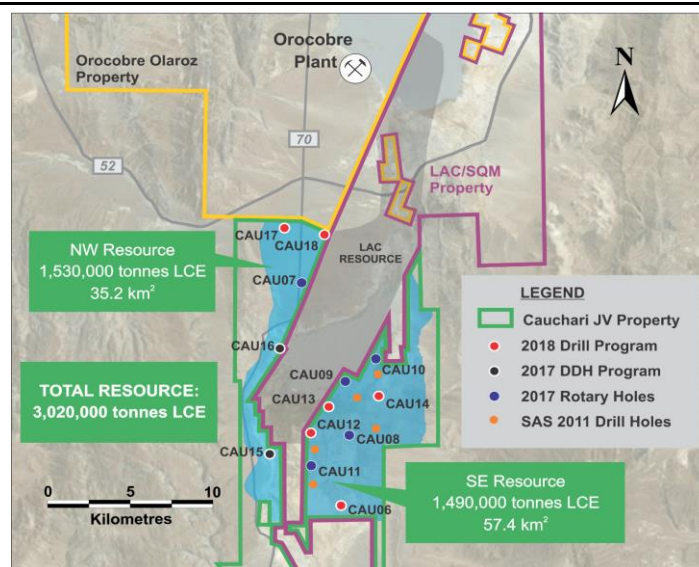 Orocobre Olaroz
Property
Orocobre
Plant
N
70
52
LAC/SQM
Property
CAU17
CAU18
LAC
RESOURCE
NW Resource
1,530,000 tonnes LCE
35.2 km²
CAU07
LEGEND
Cauchari JV Property
2018 Drill Program
2017 DDH Program
2017 Rotary Holes
SAS 2011 Drill Holes
CAU16
CAU10
CAU09
TOTAL RESOURCE:
3,020,000 tonnes LCE
CAU13
CAU14
CAU12
CAU08
CAU15
CAU11
SE Resource
1,490,000 tonnes LCE
57.4 km²
0 5 10
Kilometres
CAU06